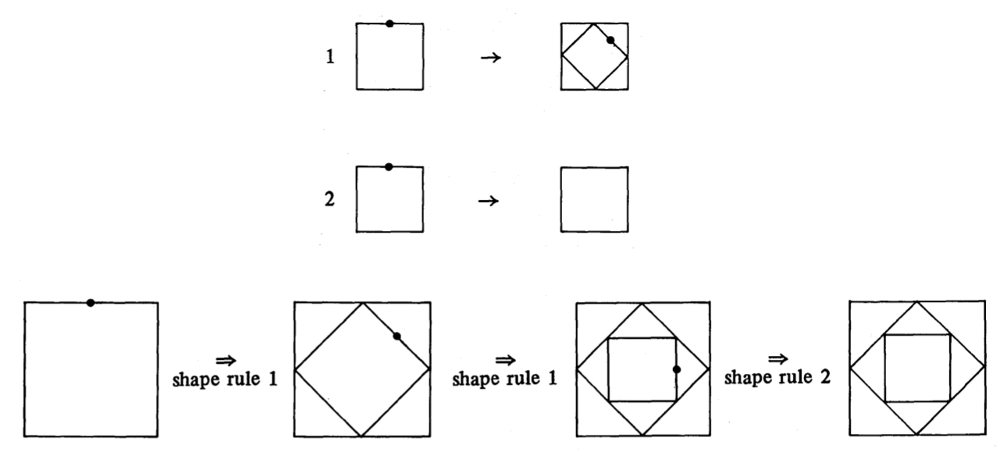 1 →
2 →
⇒ ⇒ ⇒
shape rule 1 shape rule 1 shape rule 2